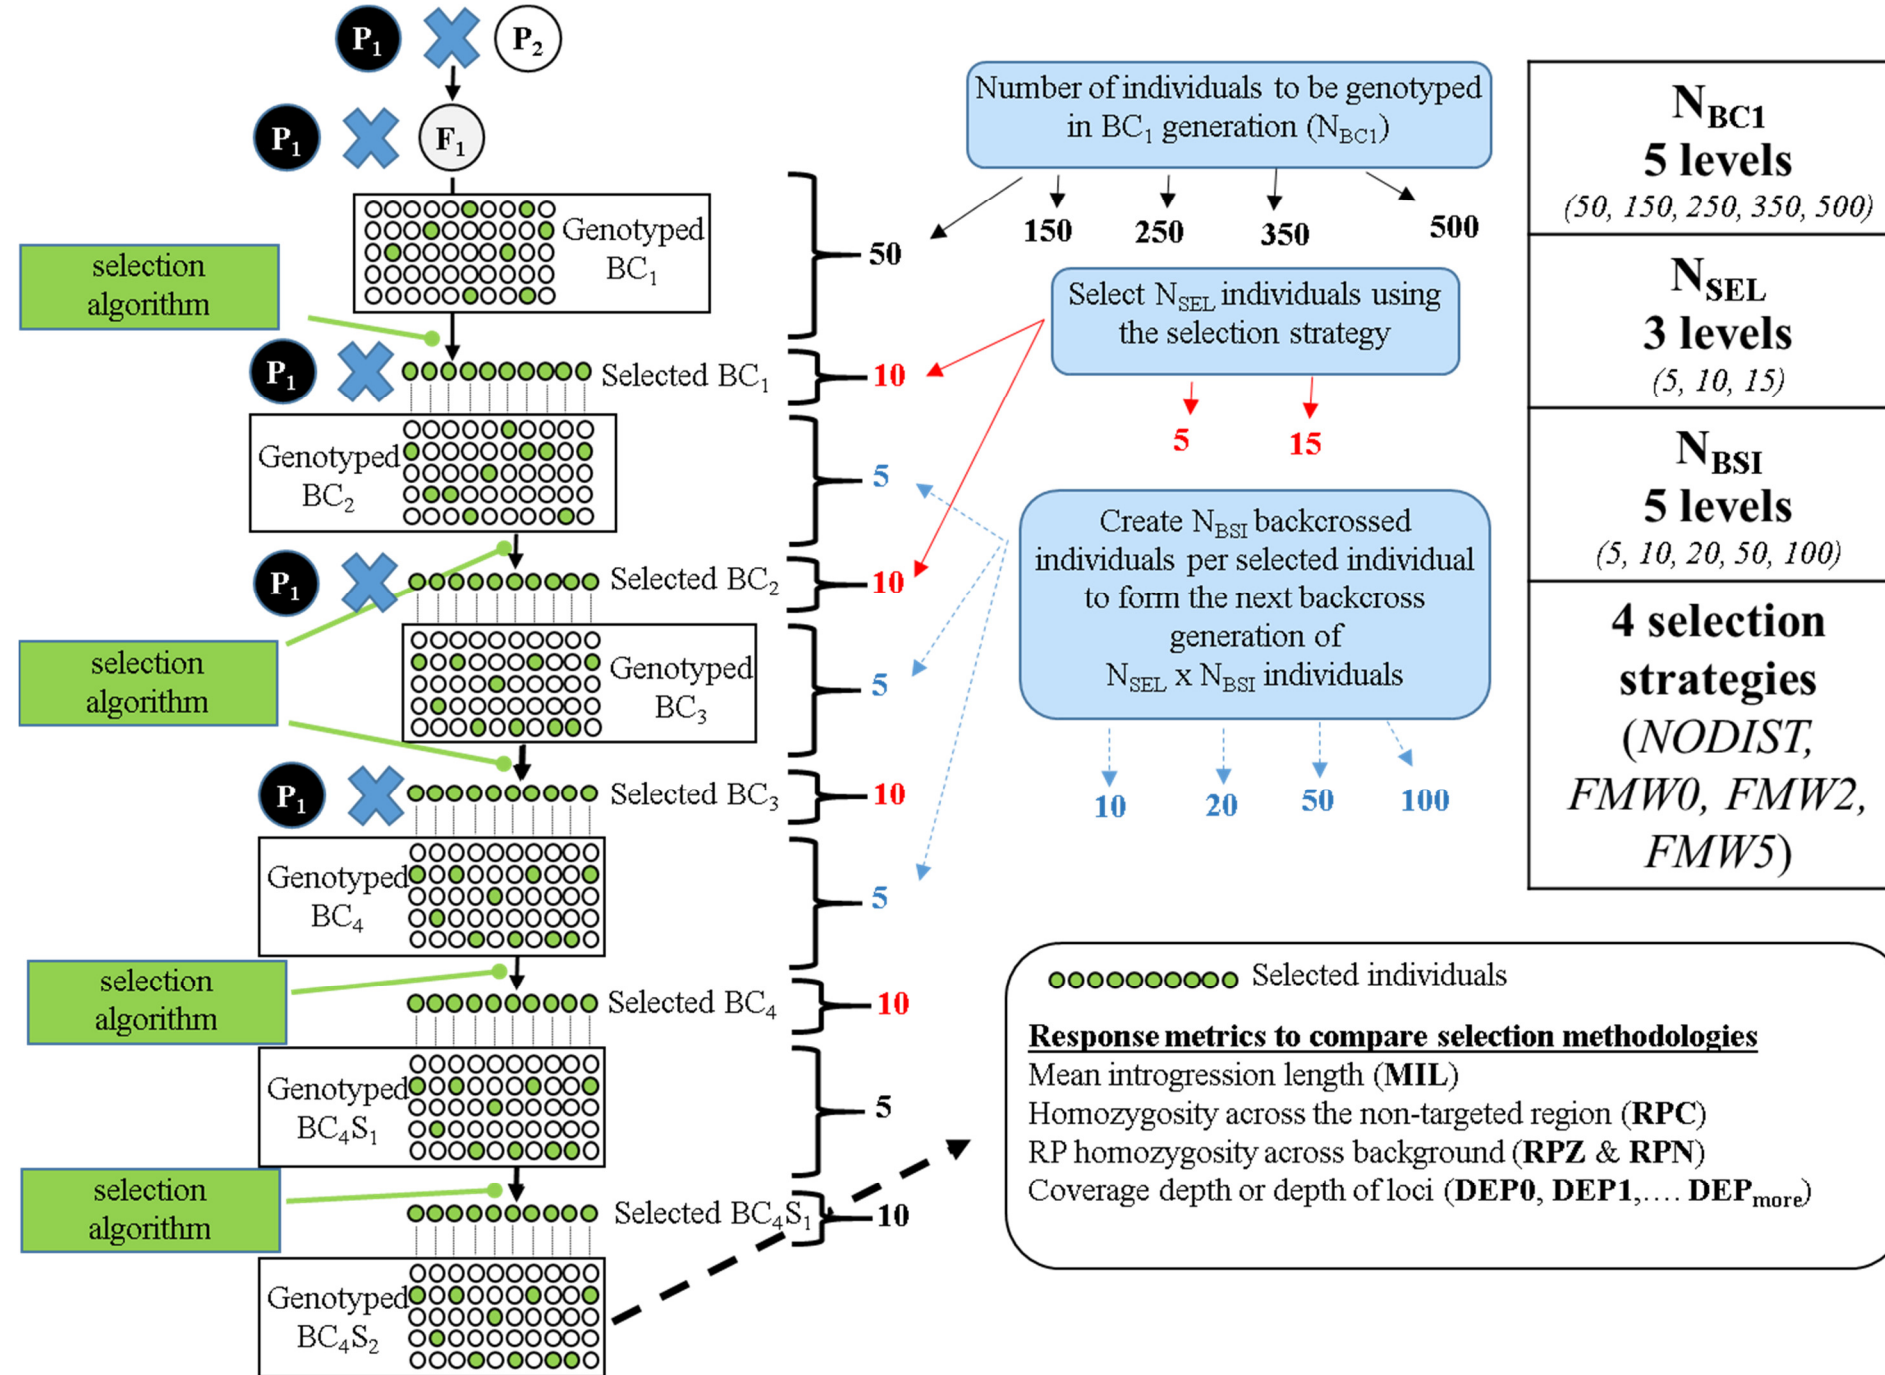 P1
P2
P1
F1
Genotyped
BC1
selection
algorithm
50
P1
Selected BC1
10
Genotyped
BC2
5
P1
Selected BC2
10
selection
algorithm
Genotyped
BC3
5
P1
Selected BC3
10
Genotyped
BC4
5
selection
algorithm
Selected BC4
10
Genotyped
BC4S1
5
selection
algorithm
Selected BC4S1
10
Genotyped
BC4S2
Number of individuals to be genotyped
in BC1 generation (NBC1)
150 250 350 500
Select NSEL individuals using
the selection strategy
5 15
Create NBSI backcrossed
individuals per selected individual
to form the next backcross
generation of
NSEL x NBSI individuals
10 20 50 100
NBC1
5 levels
(50, 150, 250, 350, 500)
NSEL
3 levels
(5, 10, 15)
NBSI
5 levels
(5, 10, 20, 50, 100)
4 selection
strategies
(NODIST,
FMW0, FMW2,
FMW5)
Selected individuals
Response metrics to compare selection methodologies
Mean introgression length (MIL)
Homozygosity across the non-targeted region (RPC)
RP homozygosity across background (RPZ & RPN)
Coverage depth or depth of loci (DEP0, DEP1,.... DEPmore)